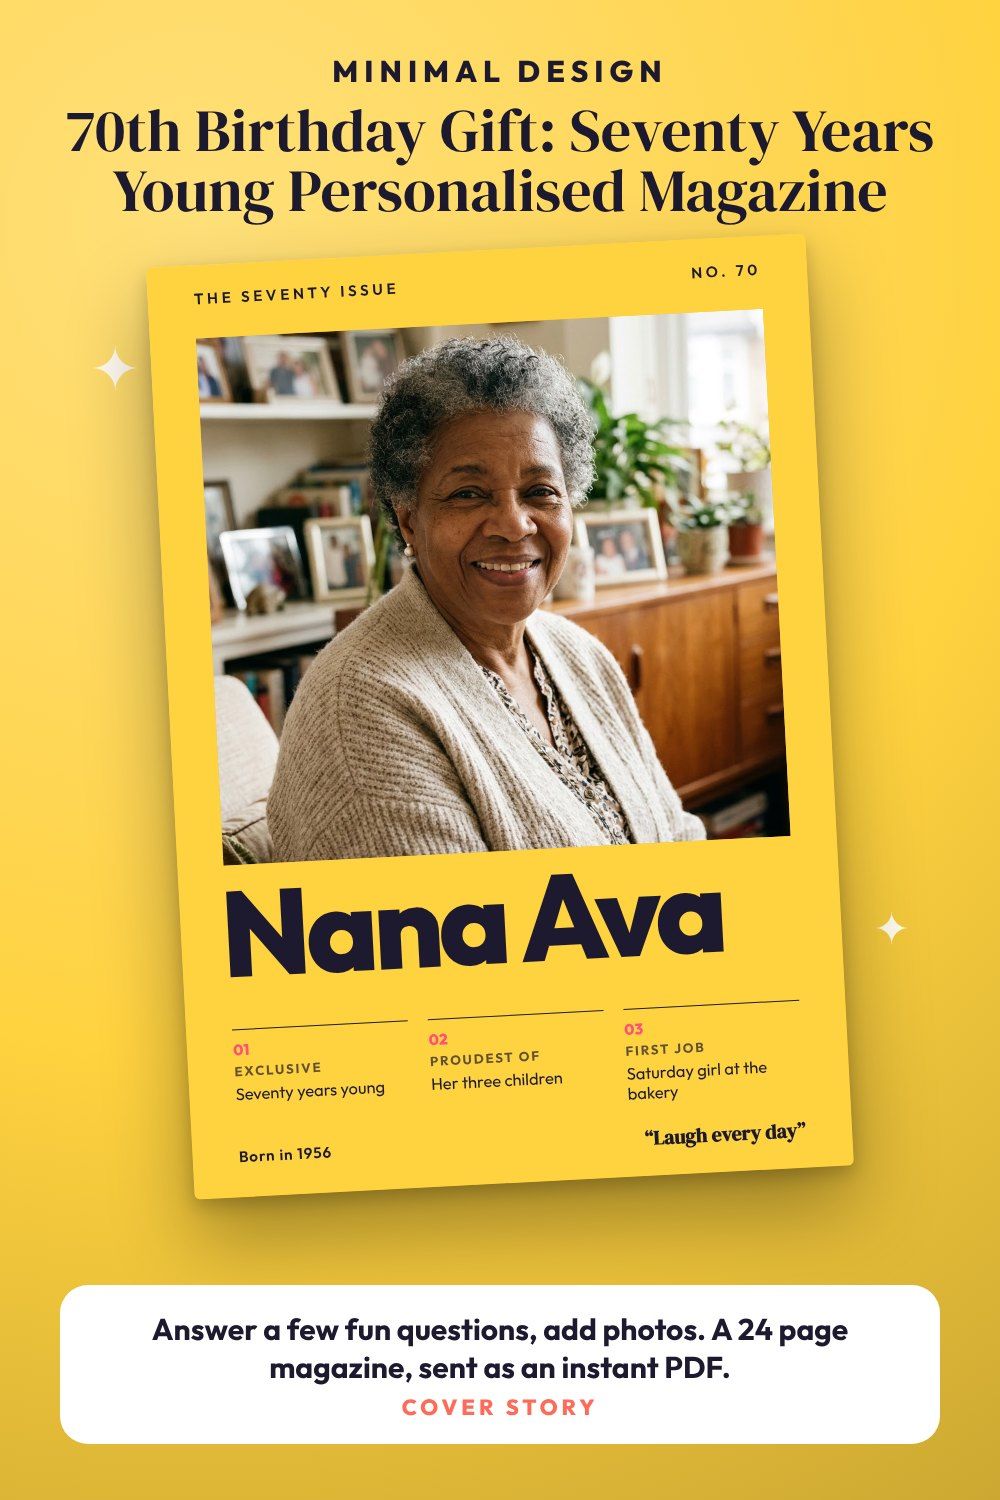 MINIMAL DESIGN
70th Birthday Gift: Seventy Years
Young Personalised Magazine
THE SEVENTY ISSUE
NO. 70
Nana Ava
01
EXCLUSIVE
Seventy years young
02
PROUDEST OF
Her three children
03
FIRST JOB
Saturday girl at the
bakery
Born in 1956
“Laugh every day”
Answer a few fun questions, add photos. A 24 page
magazine, sent as an instant PDF.
COVER STORY